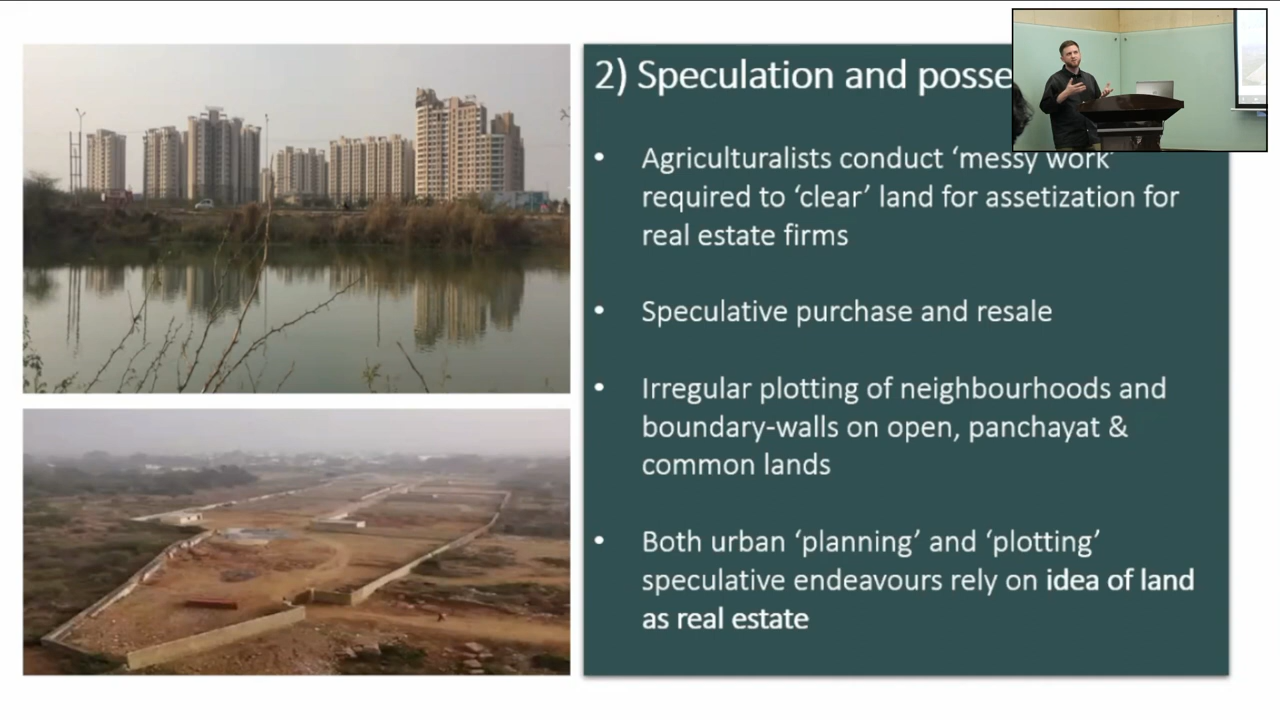 2) Speculation and
• Agriculturalists conduct ‘messy work’
required to ‘clear’ land for assetization for
real estate firms
• Speculative purchase and resale
• Irregular plotting of neighbourhoods and
boundary-walls on open, panchayat &
common lands
• Both urban ‘planning’ and ‘plotting’
speculative endeavours rely on idea of land
as real estate